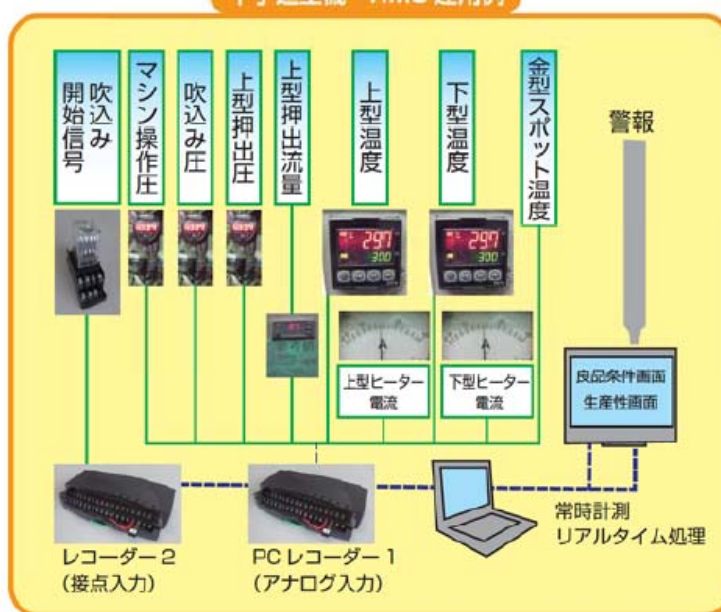 吹込み
開始信号
マシン操作圧
吹込み圧
上型押出圧
上型押出流量
上型温度
下型温度
金型スポット温度
警報
297
300
297
300
A
A
上型ヒーター
電流
下型ヒーター
電流
良品条件画面
生産性画面
レコーダー2
(接点入力)
PCレコーダー1
(アナログ入力)
常時計測
リアルタイム処理